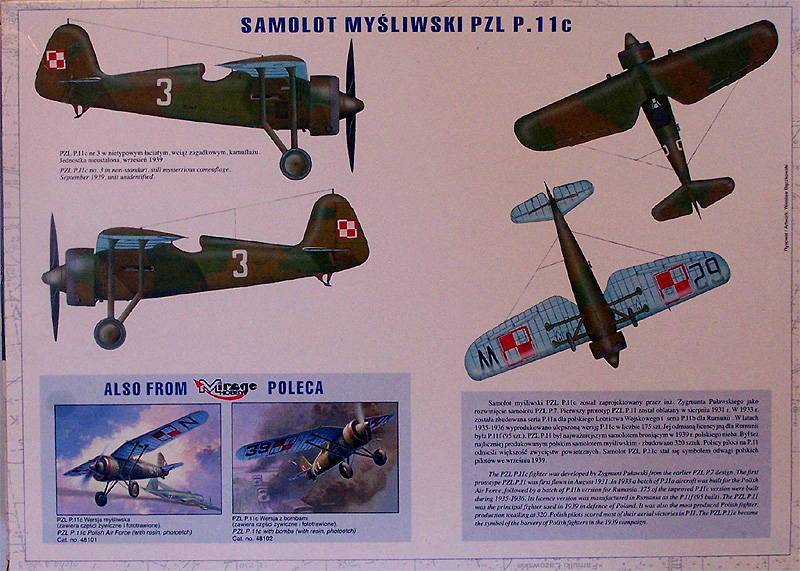 SAMOLOT MYŚLIWSKI PZL P.11c
3
PZL P.11c nr 3 w nietypowym łaciatym, wciąż zagadkowym, kamuflażu.
Jednostka nieustalona, wrzesień 1939
PZL P.11c no. 3 in non-standart, still mysterrious camouflage.
September 1939, unit unidentified
3
62
W
Rysował / Artwork: Wiesław Bączkowski
ALSO FROM Mirage HOBBY POLECA
N
39
PZL P.11c Wersja myśliwska
(zawiera części żywiczne i fototrawione).
PZL P.11c Polish Air Force (with resin, photoetch)
Cat. no. 48101
PZL P.11c Wersja z bombami
(zawiera części żywiczne i fototrawione).
PZL P.11c with bombs (with resin, photoetch)
Cat. no. 48102
Samolot myśliwski PZL P.11c został zaprojektowany przez inż. Zygmunta Puławskiego jako
rozwinięcie samolotu PZL P.7. Pierwszy prototyp PZL P.11 został oblatany w sierpniu 1931 r. W 1933 r.
została zbudowana seria P.11a dla polskiego Lotnictwa Wojskowego i seria P.11b dla Rumunii. W latach
1935-1936 wyprodukowano ulepszoną wersję P.11C w liczbie 175 szt. Jej odmianą licencyjną dla Rumunii
była P.11f (95 szt.). PZL P.11 był najważniejszym samolotem broniącym w 1939 r. polskiego nieba. Był też
najliczniej produkowanym polskim samolotem myśliwskim - zbudowano 320 sztuk. Polscy piloci na P.11
odnieśli większość zwycięstw powietrznych. Samolot PZL P.11c stał się symbolem odwagi polskich
pilotów we wrześniu 1939.
The PZL P.11c fighter was developed by Zygmunt Puławski from the earlier PZL P.7 design. The first
prototype PZL P.11 was first flown in August 1931. In 1933 a batch of P.11a aircraft was built for the Polish
Air Force, followed by a batch of P.11b version for Rumania. 175 of the improved P.11c version were built
during 1935-1936. Its licence version was manufactured in Rumania as the P.11f (95 built). The PZL P.11
was the principal fighter used in 1939 in defence of Poland. It was also the most produced Polish fighter,
production totalling at 320. Polish pilots scored most of their aerial victories in P.11. The PZL P.11c become
the symbol of the barvery of Polish fighters in the 1939 campaign.